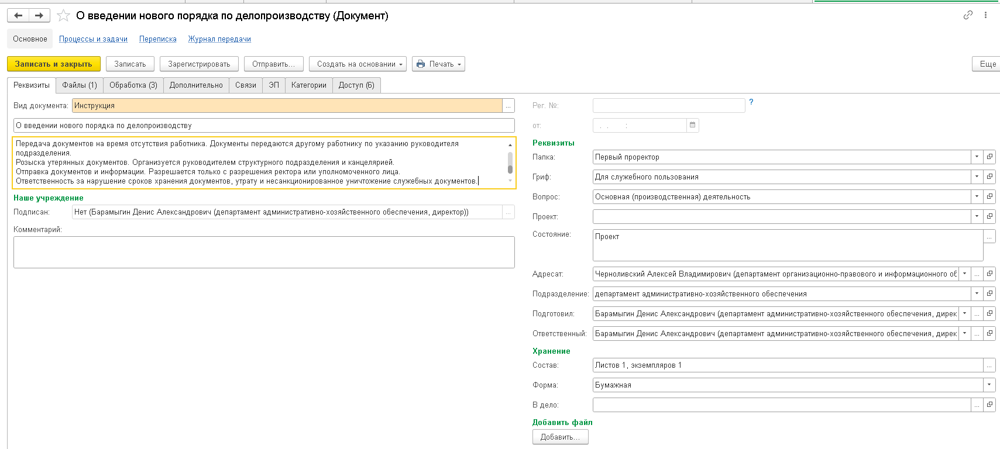 О введении нового порядка по делопроизводству (Документ)
Основное Процессы и задачи Переписка Журнал передачи
Записать и закрыть Записать Зарегистрировать Отправить... Создать на основании Печать Еще
Реквизиты Файлы (1) Обработка (3) Дополнительно Связи ЭП Категории Доступ (6)
Вид документа: Инструкция ...
О введении нового порядка по делопроизводству
Передача документов на время отсутствия работника. Документы передаются другому работнику по указанию руководителя
подразделения.
Розыска утерянных документов. Организуется руководителем структурного подразделения и канцелярией.
Отправка документов и информации. Разрешается только с разрешения ректора или уполномоченного лица.
Ответственность за нарушение сроков хранения документов, утрату и несанкционированное уничтожение служебных документов.
Наше учреждение
Подписан: Нет (Барамыгин Денис Александрович (департамент административно-хозяйственного обеспечения, директор)) ...
Комментарий:
Рег. №: ?
от: . . :
Реквизиты
Папка: Первый проректор
Гриф: Для служебного пользования
Вопрос: Основная (производственная) деятельность
Проект:
Состояние: Проект ...
Адресат: Черноливский Алексей Владимирович (департамент организационно-правового и информационного об ...
Подразделение: департамент административно-хозяйственного обеспечения
Подготовил: Барамыгин Денис Александрович (департамент административно-хозяйственного обеспечения, дирек ...
Ответственный: Барамыгин Денис Александрович (департамент административно-хозяйственного обеспечения, дирек ...
Хранение
Состав: Листов 1, экземпляров 1 ...
Форма: Бумажная
В дело: ...
Добавить файл
Добавить...